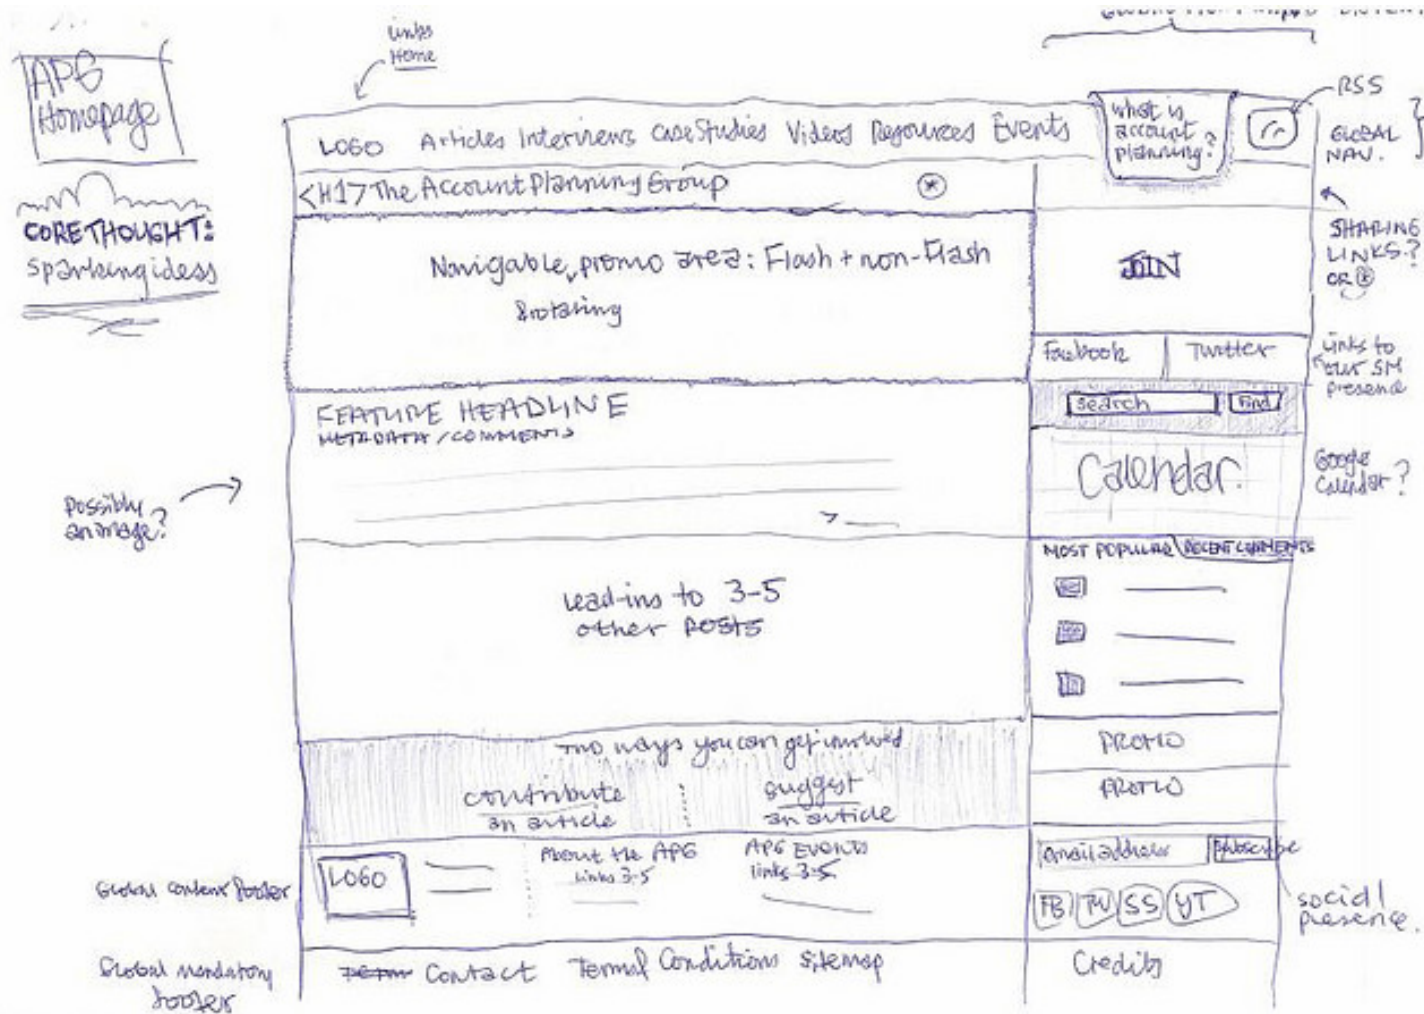 links
Home
APG
Homepage
CORE THOUGHT:
sparking ideas
RSS
GLOBAL
NAV.
LOGO Articles Interviews Case Studies Videos Resources Events
what is
account
planning?
<H1> The Account Planning Group
SHARING
LINKS?
OR
Navigable, promo area: Flash + non-Flash
& rotating
JOIN
Facebook Twitter
Links to
our SM
presence
Search Find
FEATURE HEADLINE
METADATA / COMMENTS
Calendar.
Google
Calendar?
Possibly
an image?
MOST POPULAR RECENT COMMENTS
Lead-ins to 3-5
other POSTS
Two ways you can get involved
contribute
an article
suggest
an article
PROMO
PROMO
Global content footer
LOGO
About the APG
links 3-5
APG EVENTS
links 3-5
email address Subscribe
FB TW SS YT
social
presence.
Global mandatory
footer
Contact Terms Conditions Sitemap
Credits